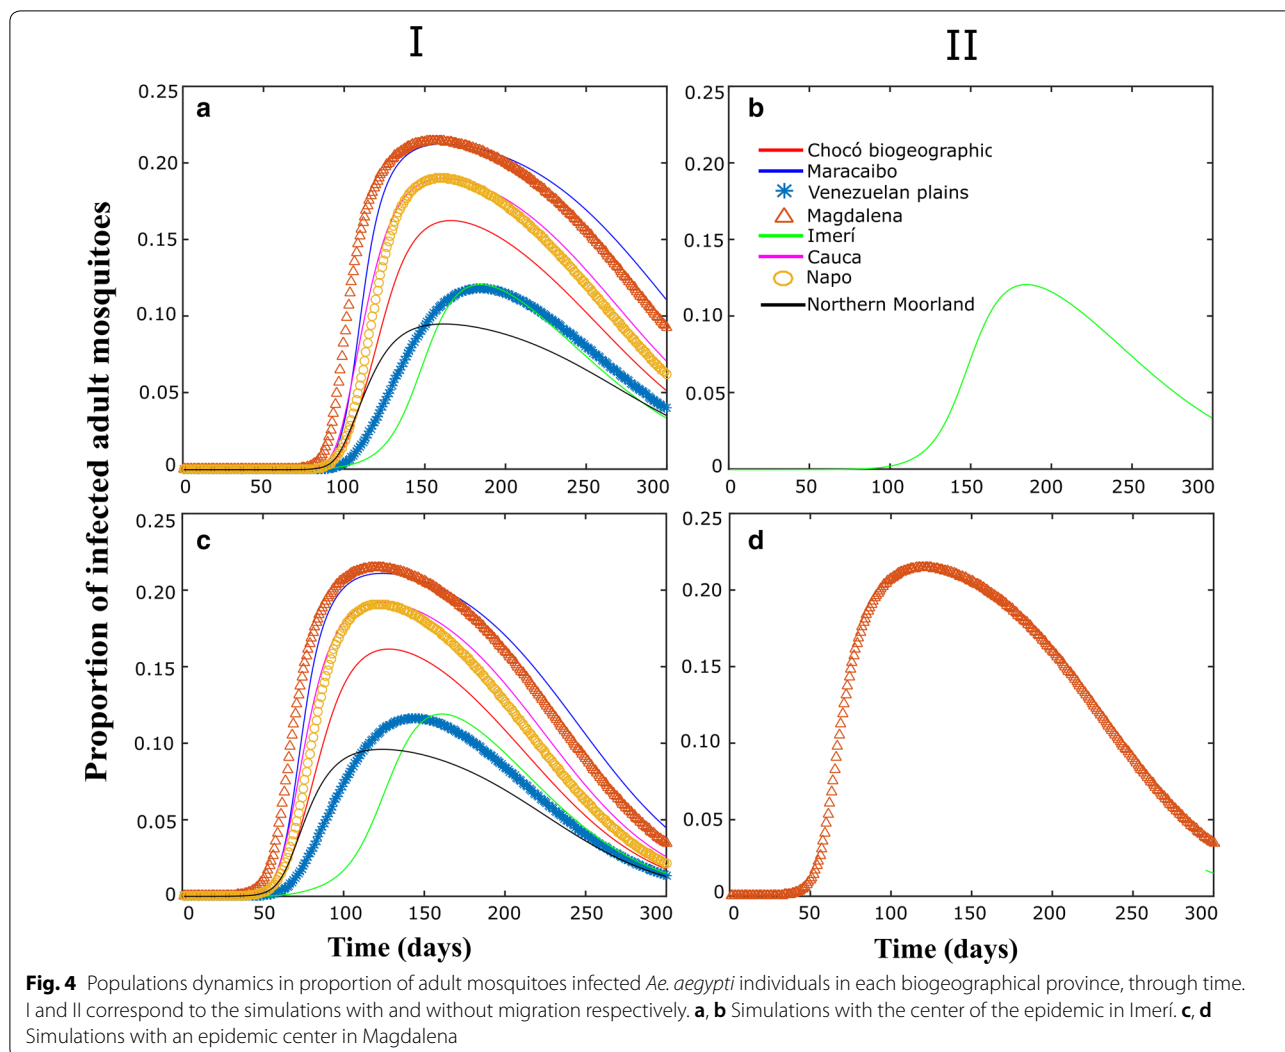 I
II
Proportion of infected adult mosquitoes
a
0.25
0.20
0.15
0.10
0.05
0
0 50 100 150 200 250 300
b
0.25
0.20
0.15
0.10
0.05
0
0 50 100 150 200 250 300
Chocó biogeographic
Maracaibo
Venezuelan plains
Magdalena
Imerí
Cauca
Napo
Northern Moorland
c
0.25
0.20
0.15
0.10
0.05
0
0 50 100 150 200 250 300
Time (days)
d
0.25
0.20
0.15
0.10
0.05
0
0 50 100 150 200 250 300
Time (days)
Fig. 4 Populations dynamics in proportion of adult mosquitoes infected Ae. aegypti individuals in each biogeographical province, through time.
I and II correspond to the simulations with and without migration respectively. a, b Simulations with the center of the epidemic in Imerí. c, d
Simulations with an epidemic center in Magdalena